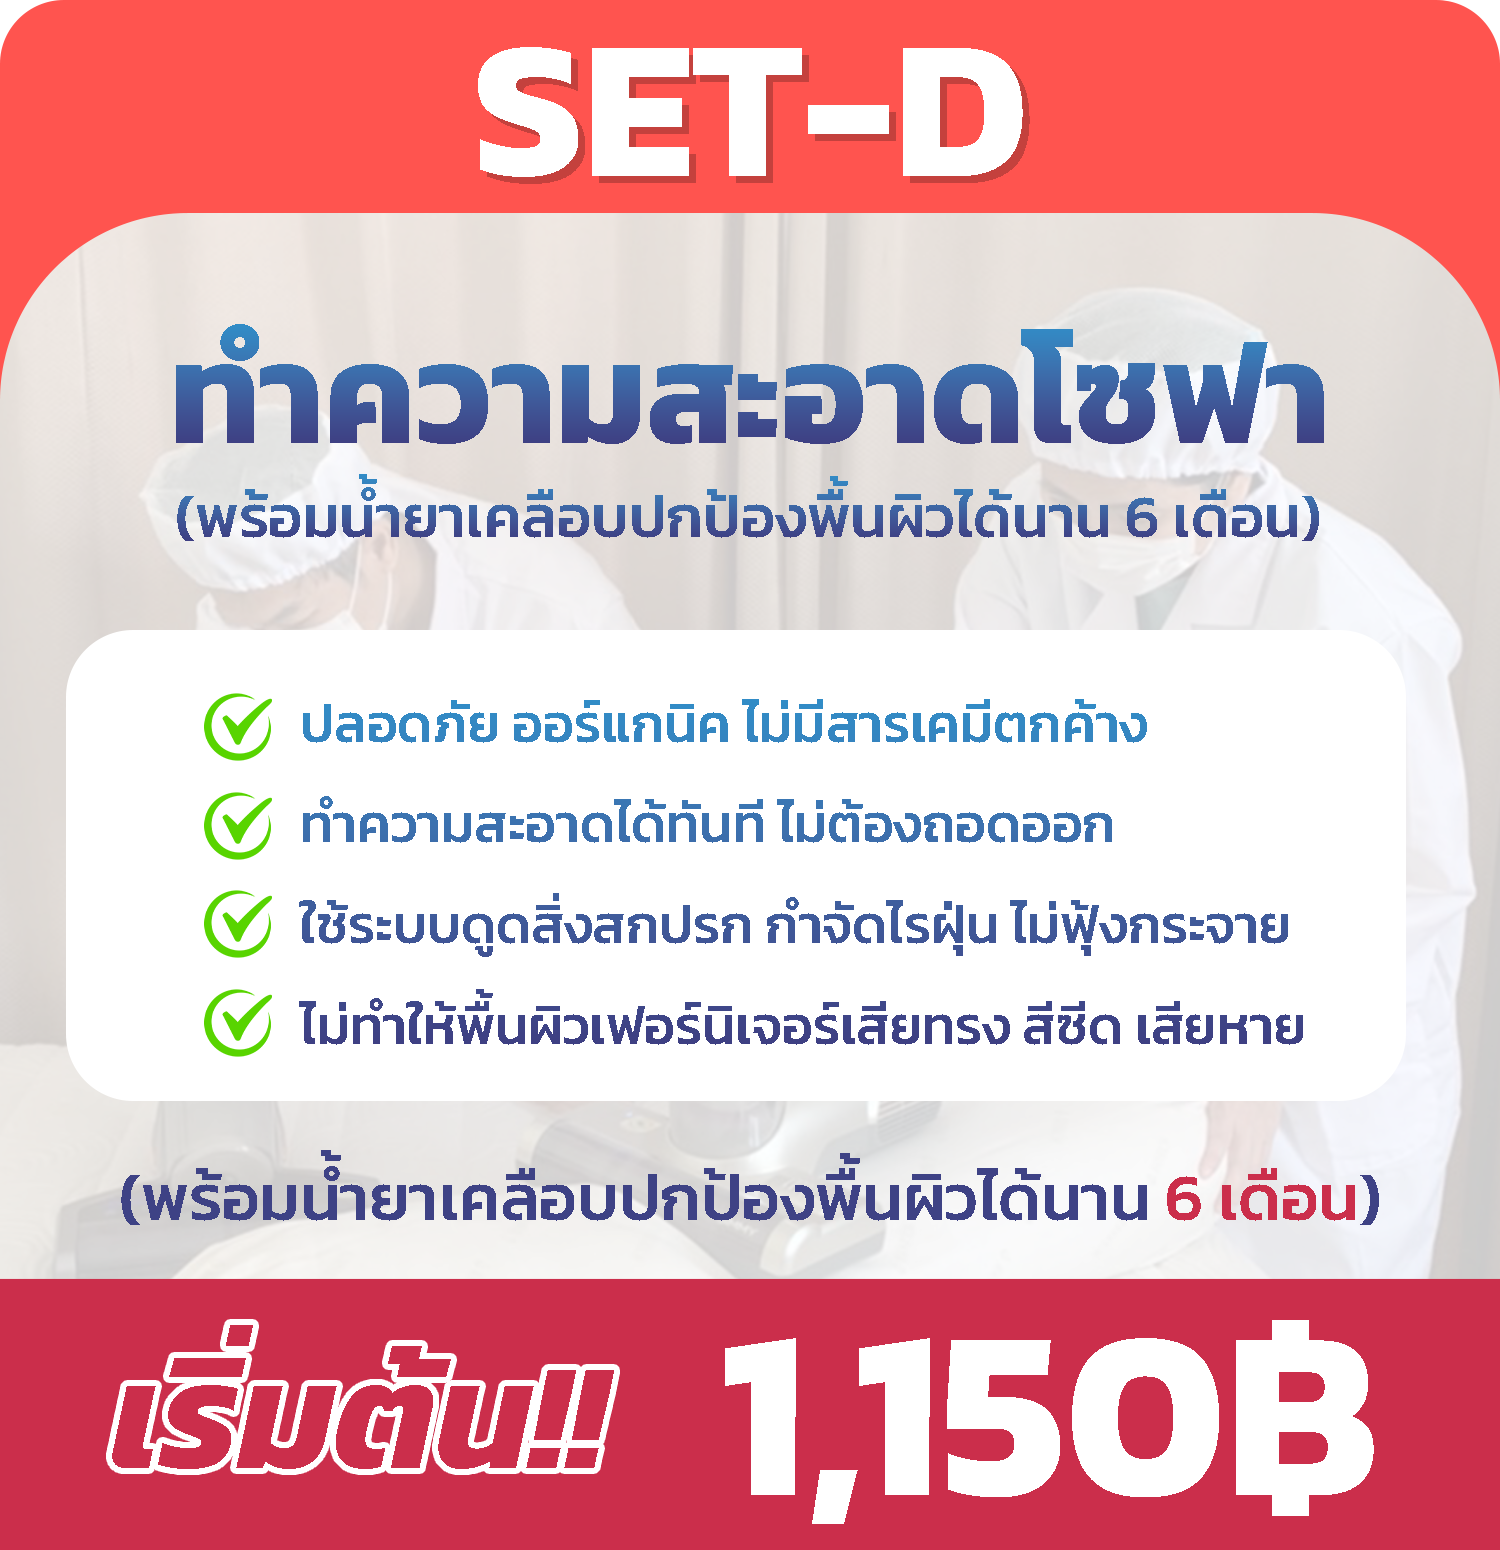 SET-D
ทำความสะอาดโซฟา
(พร้อมน้ำยาเคลือบปกป้องพื้นผิวได้นาน 6 เดือน)
ปลอดภัย ออร์แกนิค ไม่มีสารเคมีตกค้าง
ทำความสะอาดได้ทันที ไม่ต้องถอดออก
ใช้ระบบดูดสิ่งสกปรก กำจัดไรฝุ่น ไม่ฟุ้งกระจาย
ไม่ทำให้พื้นผิวเฟอร์นิเจอร์เสียทรง สีซีด เสียหาย
(พร้อมน้ำยาเคลือบปกป้องพื้นผิวได้นาน 6 เดือน)
เริ่มต้น!! 1,150฿